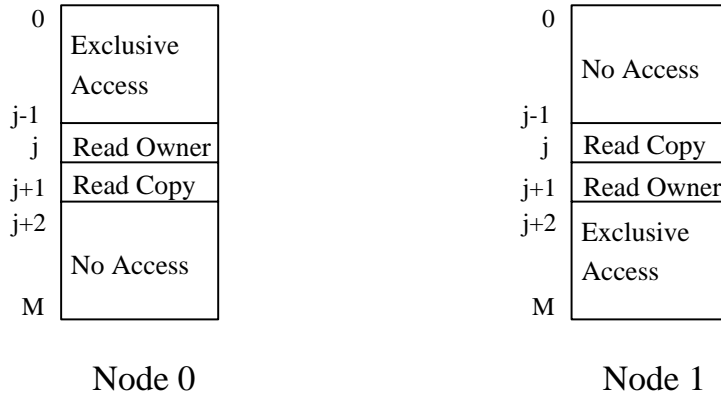 0
Exclusive
Access
j-1
j
Read Owner
j+1
Read Copy
j+2
No Access
M
Node 0
0
No Access
j-1
j
Read Copy
j+1
Read Owner
j+2
Exclusive
Access
M
Node 1